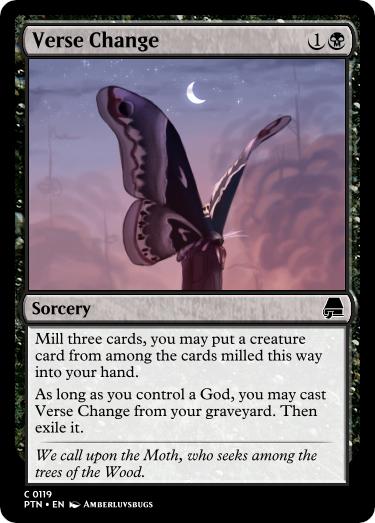 Verse Change 1
Sorcery
Mill three cards, you may put a creature
card from among the cards milled this way
into your hand.
As long as you control a God, you may cast
Verse Change from your graveyard. Then
exile it.
We call upon the Moth, who seeks among the
trees of the Wood.
C 0119
PTN • EN Amberluvsbugs